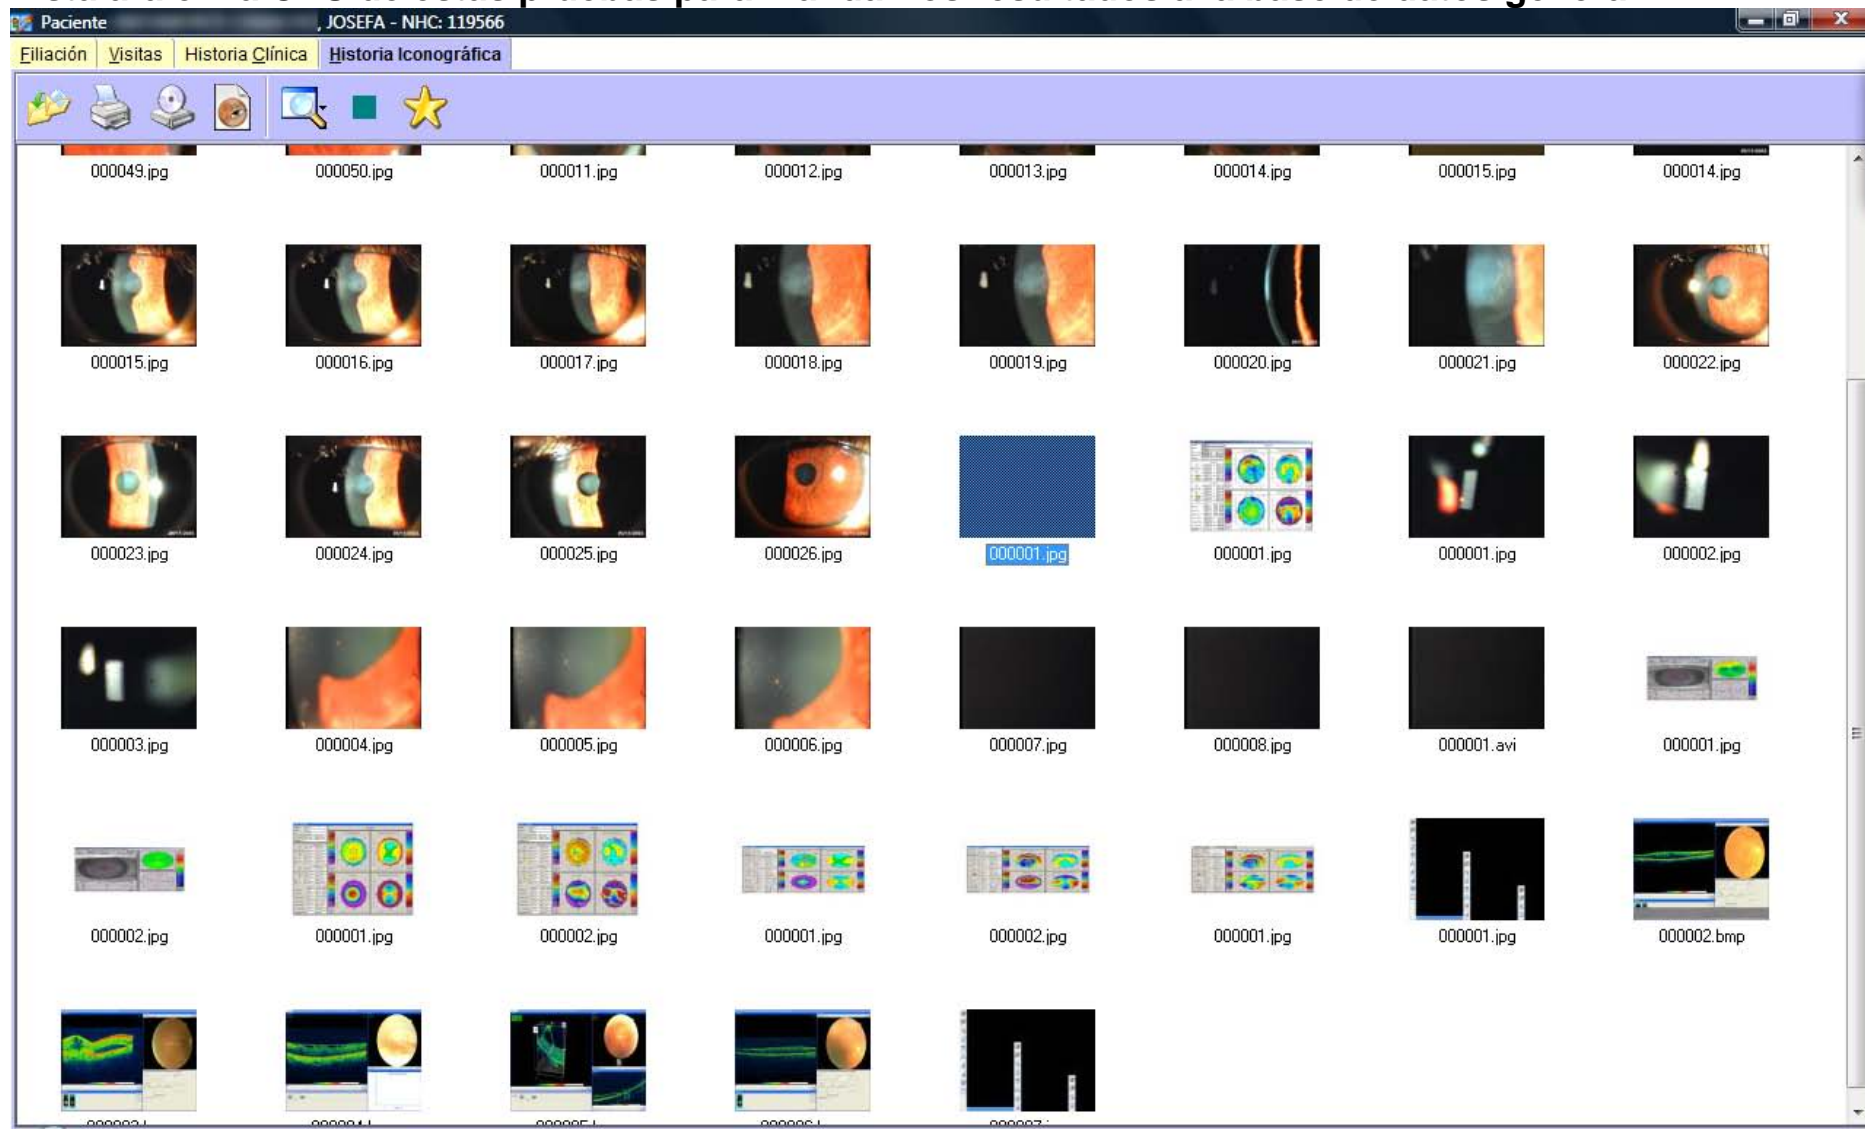 Paciente , JOSEFA - NHC: 119566
Filiación Visitas Historia Clínica Historia Iconográfica
000049.jpg 000050.jpg 000011.jpg 000012.jpg 000013.jpg 000014.jpg 000015.jpg 000014.jpg
000015.jpg 000016.jpg 000017.jpg 000018.jpg 000019.jpg 000020.jpg 000021.jpg 000022.jpg
000023.jpg 000024.jpg 000025.jpg 000026.jpg 000001.jpg 000001.jpg 000001.jpg 000002.jpg
000003.jpg 000004.jpg 000005.jpg 000006.jpg 000007.jpg 000008.jpg 000001.avi 000001.jpg
000002.jpg 000001.jpg 000002.jpg 000001.jpg 000002.jpg 000001.jpg 000001.jpg 000002.bmp